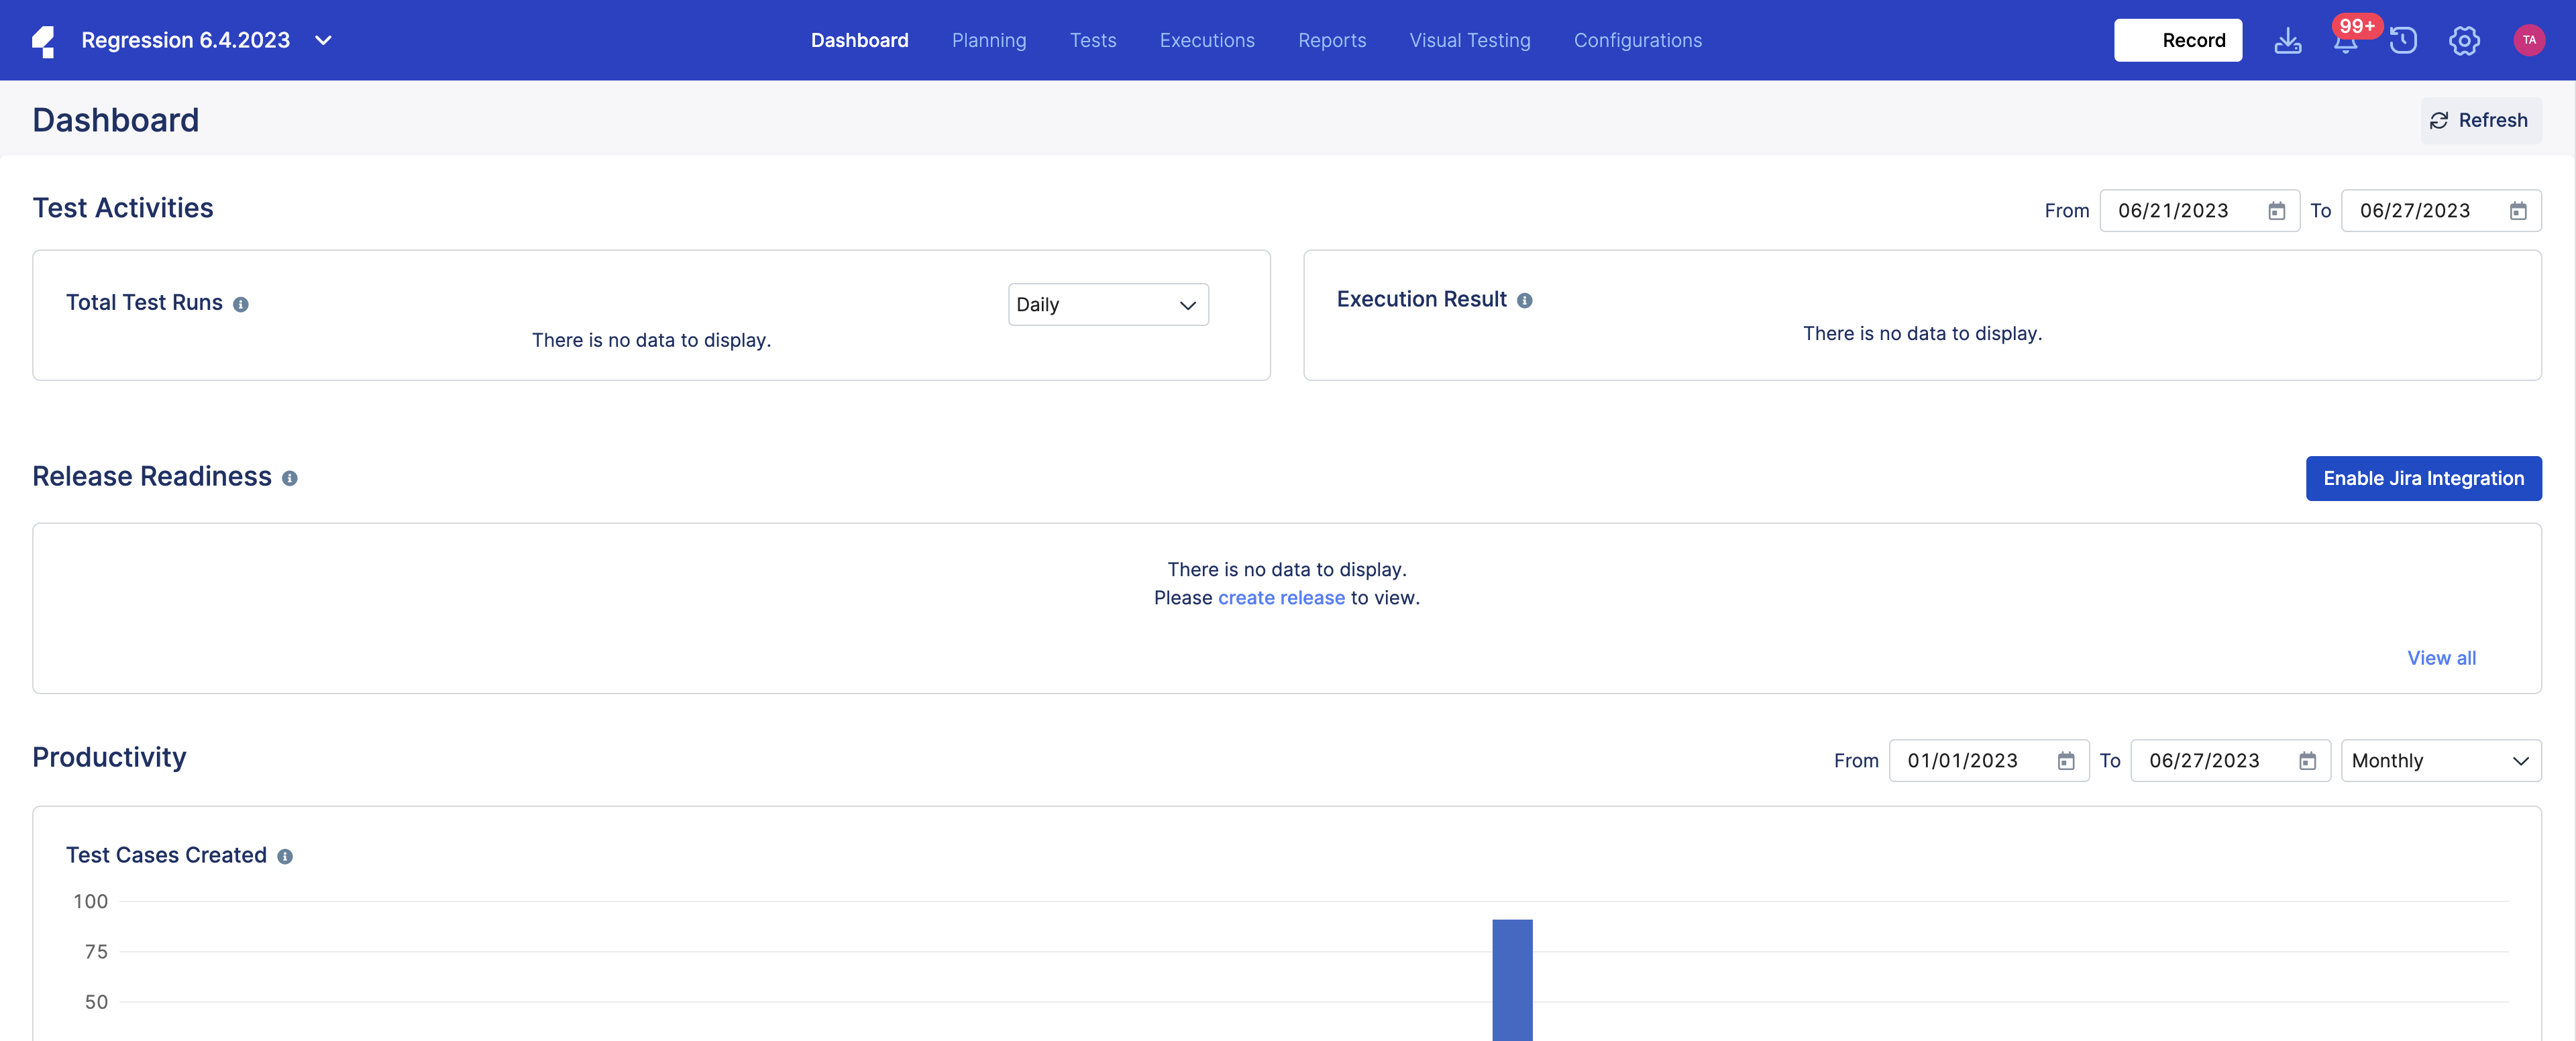 Regression 6.4.2023
Dashboard Planning Tests Executions Reports Visual Testing Configurations
Record 99+ TA
Dashboard
Refresh
Test Activities
From 06/21/2023 To 06/27/2023
Total Test Runs
Daily
There is no data to display.
Execution Result
There is no data to display.
Release Readiness
Enable Jira Integration
There is no data to display.
Please create release to view.
View all
Productivity
From 01/01/2023 To 06/27/2023 Monthly
Test Cases Created
100
75
50